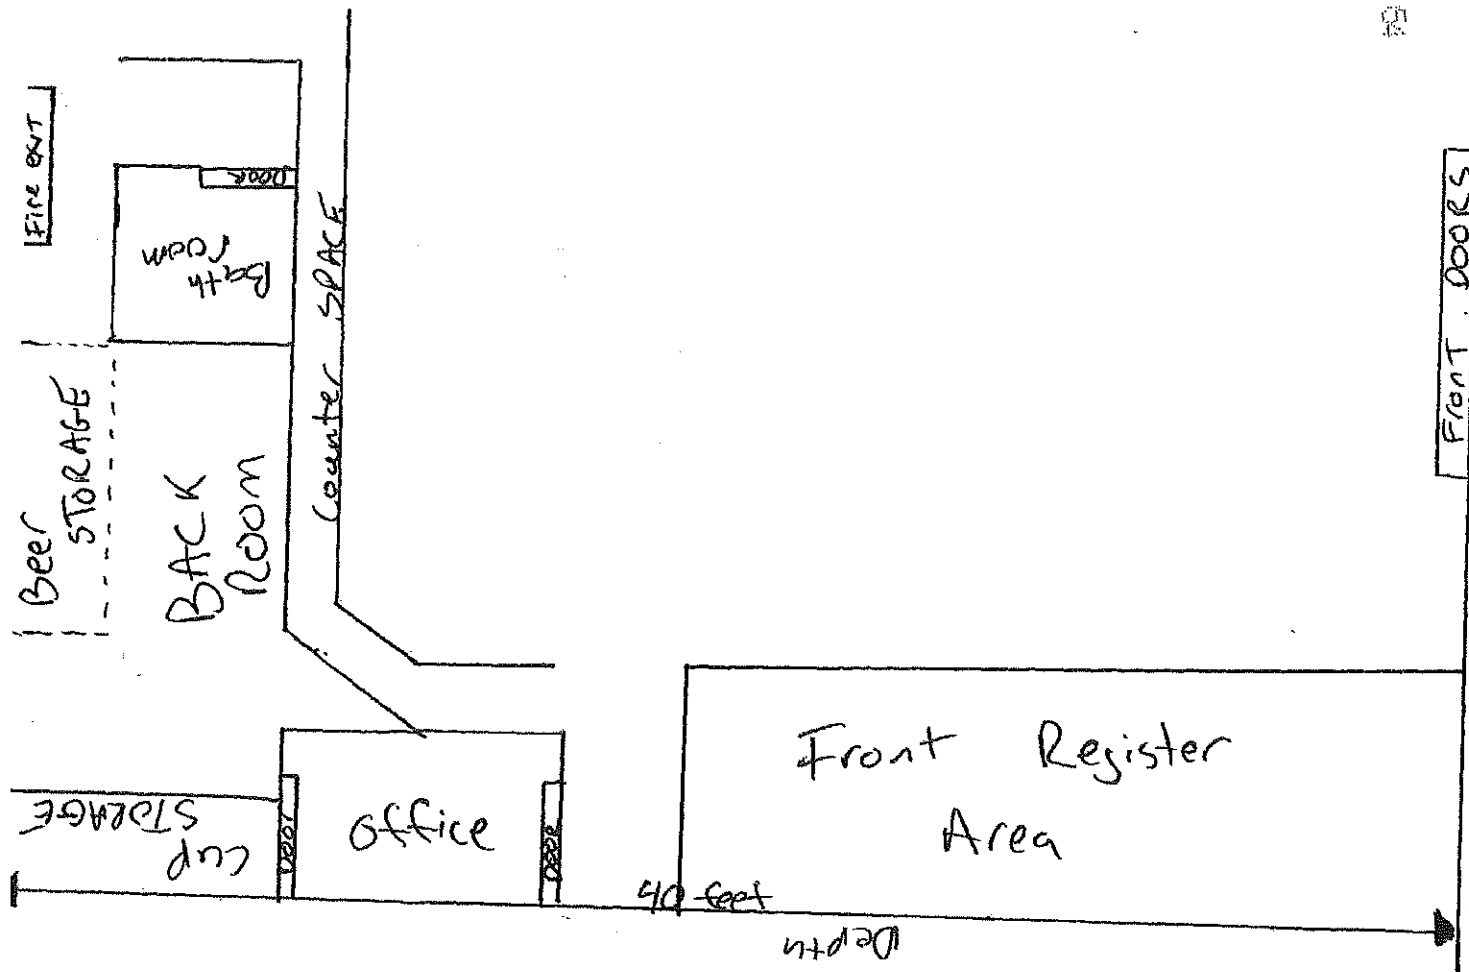 Fire exit
DOOR
Bath
room
Counter SPACE
Beer
STORAGE
BACK
ROOM
FRONT DOORS
Front Register
Area
Office
DOOR
DOOR
Cup
STORAGE
40 feet
Depth